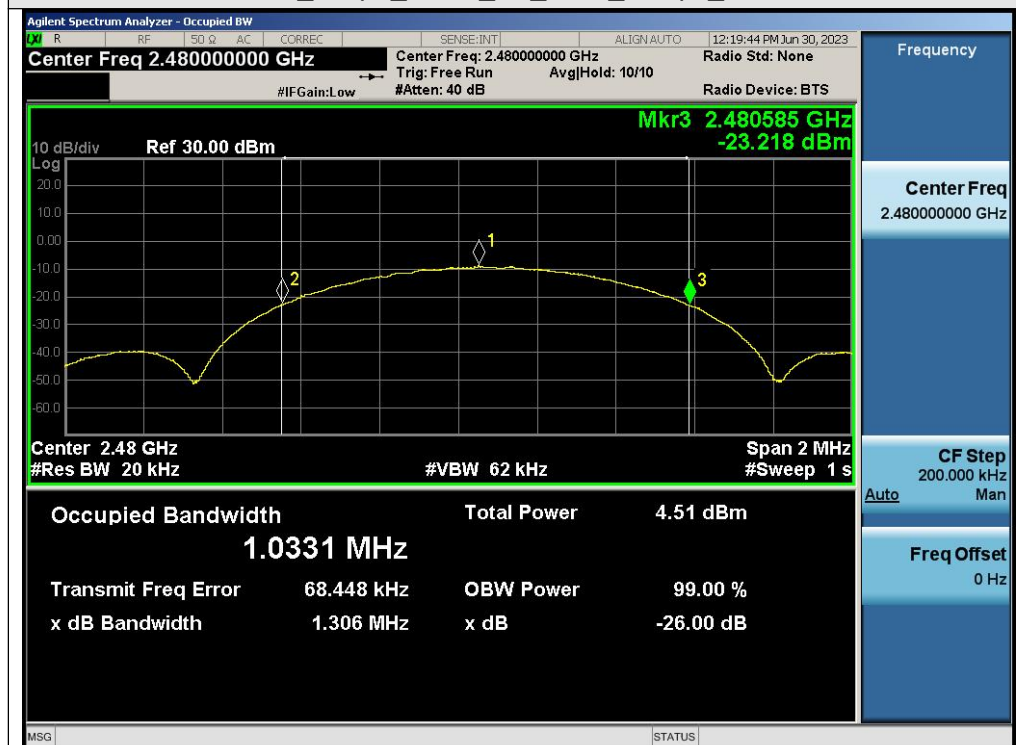 Agilent Spectrum Analyzer - Occupied BW
LXI R RF 50 Ω AC CORREC SENSE:INT ALIGN AUTO 12:19:44 PM Jun 30, 2023
Center Freq 2.480000000 GHz Center Freq: 2.480000000 GHz Radio Std: None
Trig: Free Run Avg|Hold: 10/10
#IFGain:Low #Atten: 40 dB Radio Device: BTS
Mkr3 2.480585 GHz
10 dB/div Ref 30.00 dBm -23.218 dBm
Log
20.0
10.0
0.00
1
-10.0
2
3
-20.0
-30.0
-40.0
-50.0
-60.0
Center 2.48 GHz Span 2 MHz
#Res BW 20 kHz #VBW 62 kHz #Sweep 1 s
Occupied Bandwidth Total Power 4.51 dBm
1.0331 MHz
Transmit Freq Error 68.448 kHz OBW Power 99.00 %
x dB Bandwidth 1.306 MHz x dB -26.00 dB
Frequency
Center Freq
2.480000000 GHz
CF Step
200.000 kHz
Auto Man
Freq Offset
0 Hz
MSG STATUS